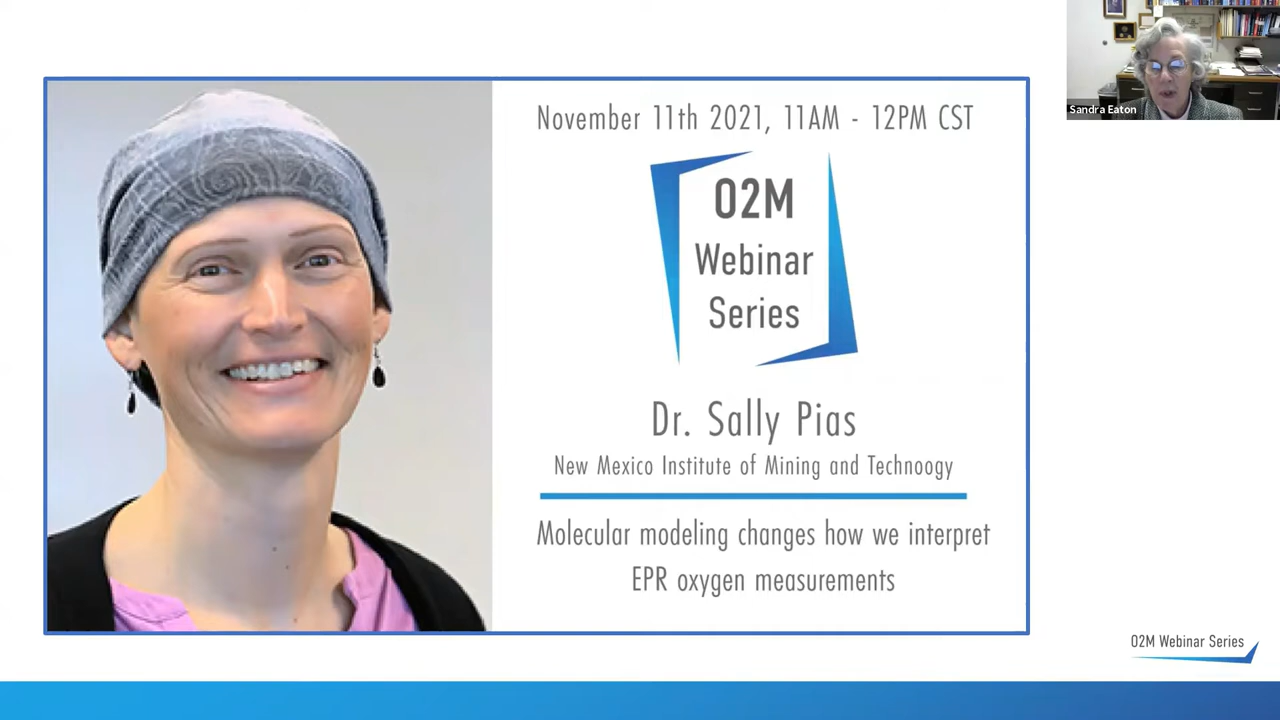 November 11th 2021, 11AM - 12PM CST
O2M
Webinar
Series
Dr. Sally Pias
New Mexico Institute of Mining and Technoogy
Molecular modeling changes how we interpret
EPR oxygen measurements
Sandra Eaton
O2M Webinar Series